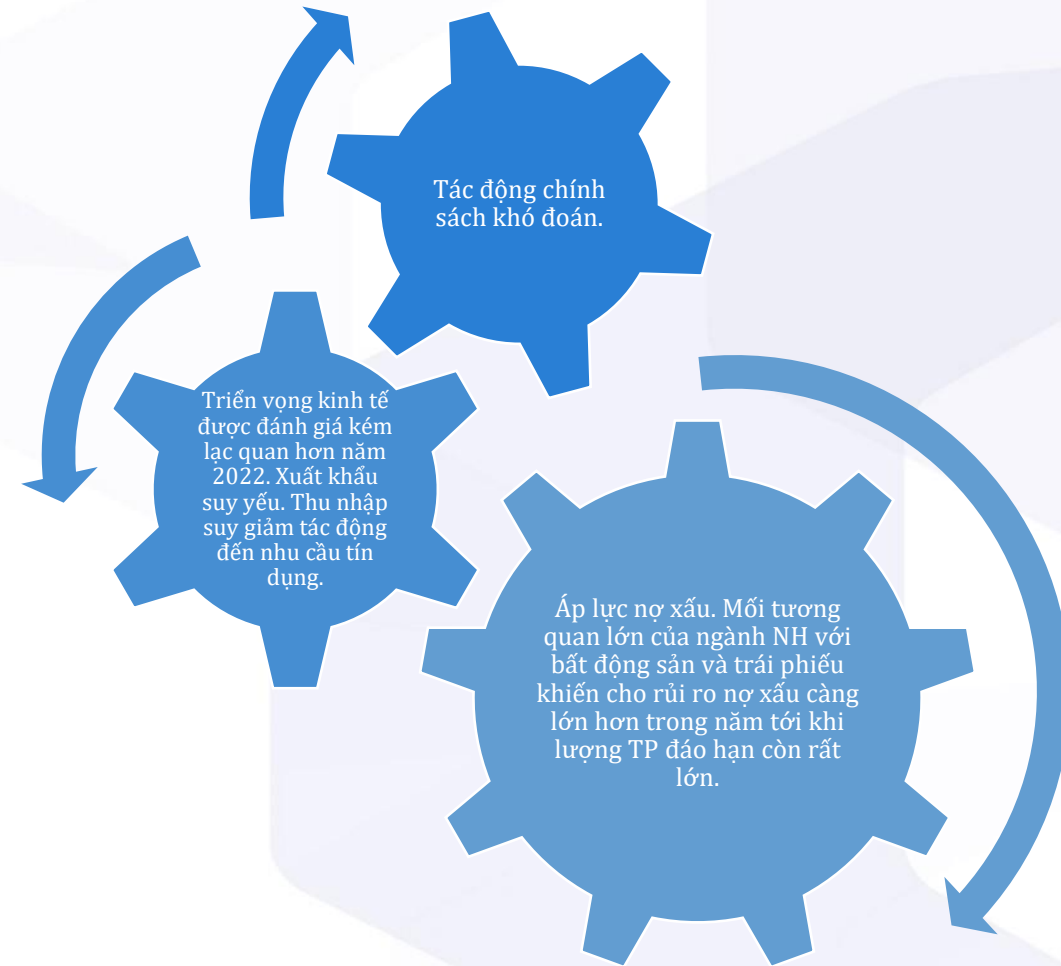 Tác động chính
sách khó đoán.
Triển vọng kinh tế
được đánh giá kém
lạc quan hơn năm
2022. Xuất khẩu
suy yếu. Thu nhập
suy giảm tác động
đến nhu cầu tín
dụng.
Áp lực nợ xấu. Mối tương
quan lớn của ngành NH với
bất động sản và trái phiếu
khiến cho rủi ro nợ xấu càng
lớn hơn trong năm tới khi
lượng TP đáo hạn còn rất
lớn.